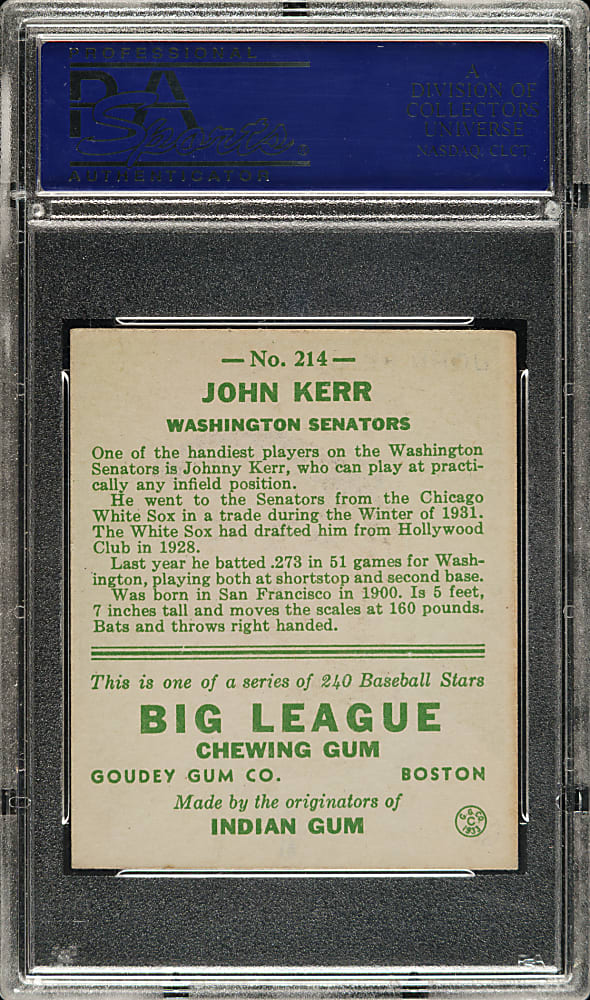 PROFESSIONAL
PSA
Sports
AUTHENTICATOR
A
DIVISION OF
COLLECTORS
UNIVERSE
NASDAQ: CLCT
—No. 214—
JOHN KERR
WASHINGTON SENATORS
One of the handiest players on the Washington
Senators is Johnny Kerr, who can play at practi-
cally any infield position.
He went to the Senators from the Chicago
White Sox in a trade during the Winter of 1931.
The White Sox had drafted him from Hollywood
Club in 1928.
Last year he batted .273 in 51 games for Wash-
ington, playing both at shortstop and second base.
Was born in San Francisco in 1900. Is 5 feet,
7 inches tall and moves the scales at 160 pounds.
Bats and throws right handed.
This is one of a series of 240 Baseball Stars
BIG LEAGUE
CHEWING GUM
GOUDEY GUM CO. BOSTON
Made by the originators of
INDIAN GUM
G. G. CO.
C
1933